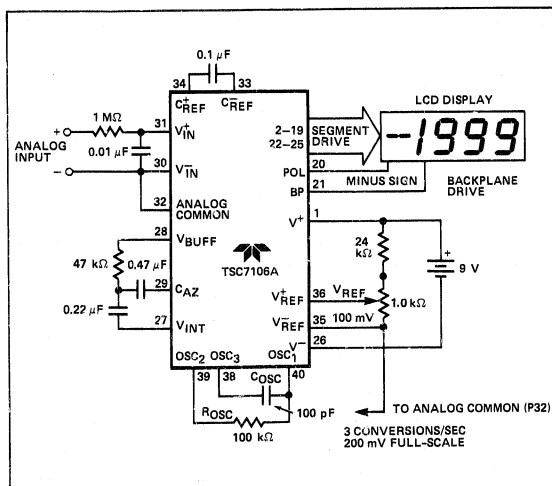 0.1 µF
34 33
C+REF C−REF
LCD DISPLAY
-1999
1 MΩ
31
V+IN
+
ANALOG
INPUT
0.01 µF
−
30
V−IN
32
ANALOG
COMMON
2–19
22–25
SEGMENT
DRIVE
20
POL
MINUS SIGN
21
BP
BACKPLANE
DRIVE
V+
1
28
VBUFF
47 kΩ
0.47 µF
29
CAZ
0.22 µF
27
VINT
TSC7106A
24
kΩ
+
9 V
V+REF
36
VREF
1.0 kΩ
V−REF
35
100 mV
V−
26
OSC2 OSC3 OSC1
39 38 40
COSC
100 pF
ROSC
100 kΩ
TO ANALOG COMMON (P32)
3 CONVERSIONS/SEC
200 mV FULL-SCALE